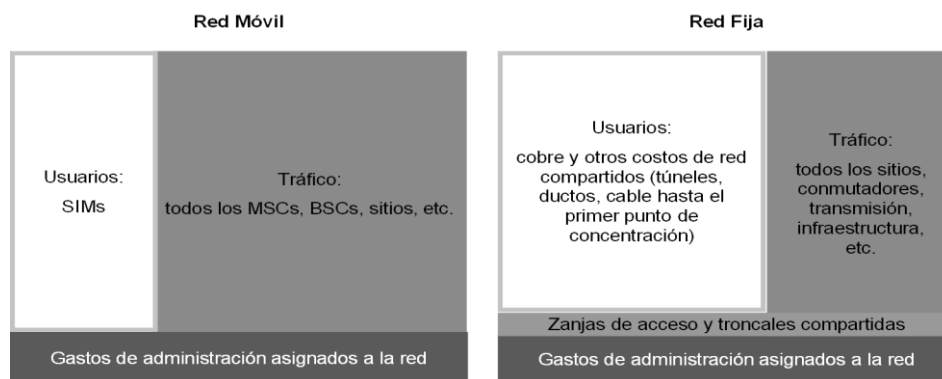 Red Móvil
Usuarios:
SIMs
Tráfico:
todos los MSCs, BSCs, sitios, etc.
Gastos de administración asignados a la red
Red Fija
Usuarios:
cobre y otros costos de red
compartidos (túneles,
ductos, cable hasta el
primer punto de
concentración)
Tráfico:
todos los sitios,
conmutadores,
transmisión,
infraestructura,
etc.
Zanjas de acceso y troncales compartidas
Gastos de administración asignados a la red